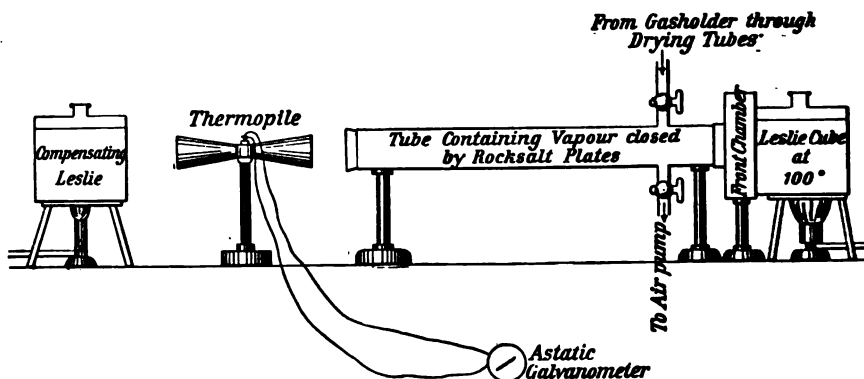 From Gasholder through
Drying Tubes
Thermopile
Compensating
Leslie
Tube Containing Vapour closed
by Rocksalt Plates
Front Chamber
Leslie Cube
at
100°
To Air pump
Astatic
Galvanometer